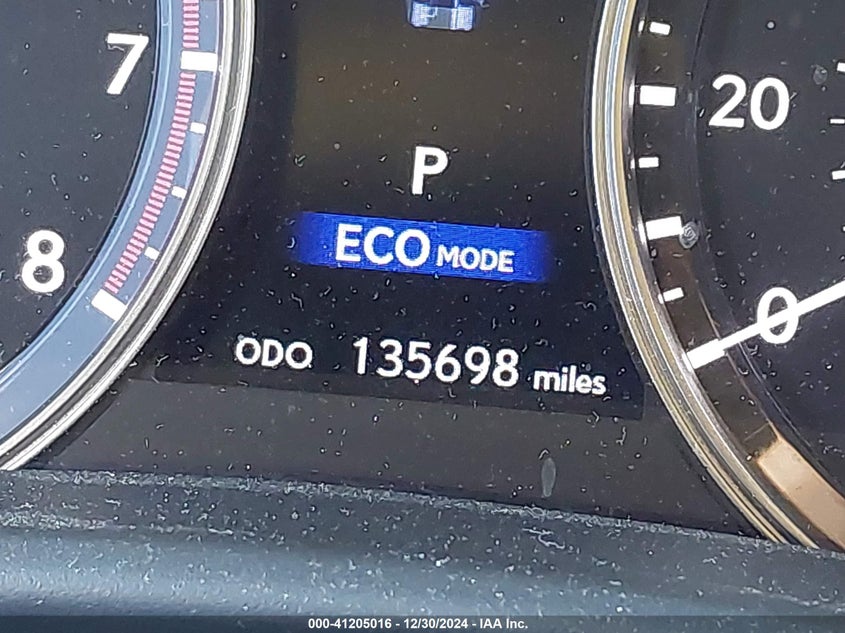 7
8
P
ECO MODE
ODO 135698 miles
20
0
000-41205016 - 12/30/2024 - IAA Inc.